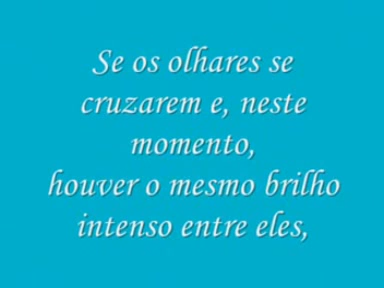 Se os olhares se
cruzarem e, neste
momento,
houver o mesmo brilho
intenso entre eles,